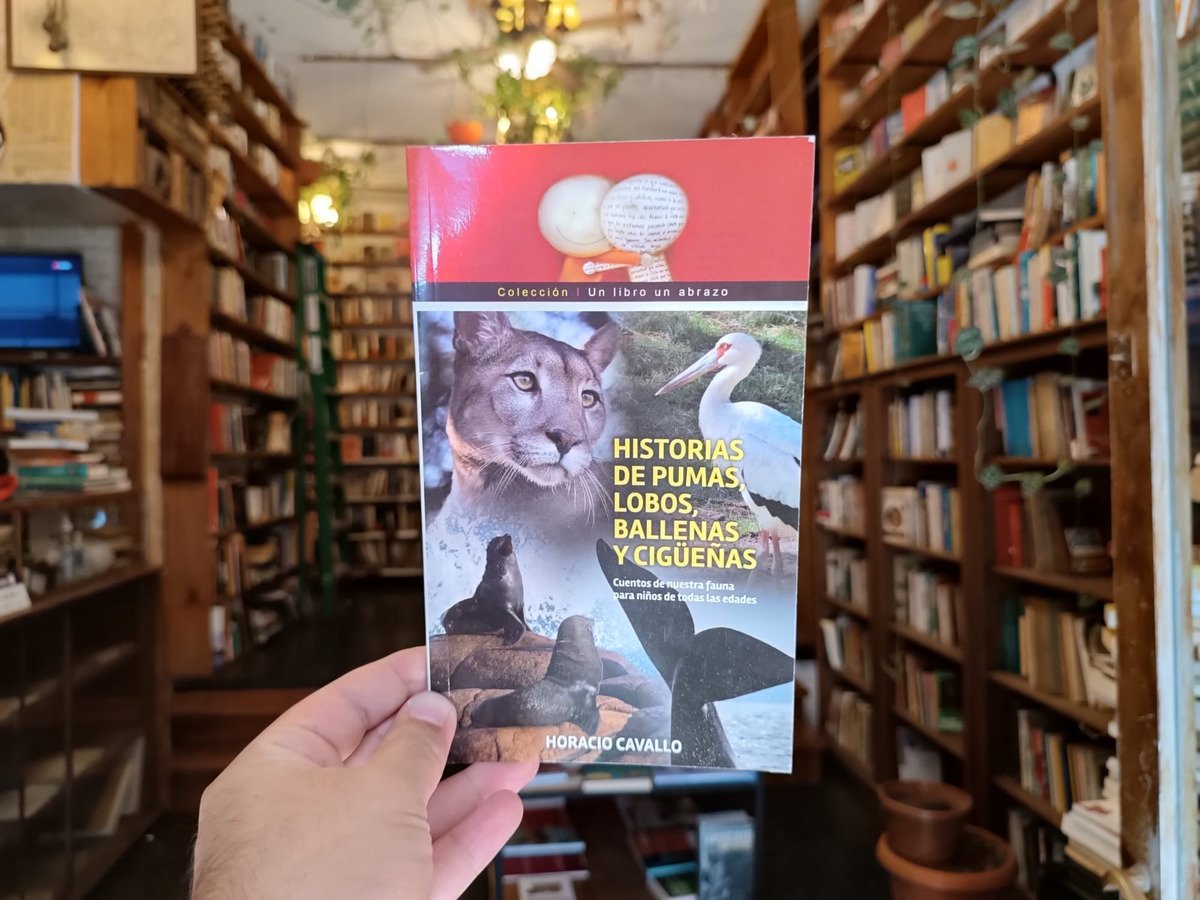 Colección | Un libro un abrazo
HISTORIAS
DE PUMAS,
LOBOS,
BALLENAS
Y CIGÜEÑAS
Cuentos de nuestra fauna
para niños de todas las edades
HORACIO CAVALLO